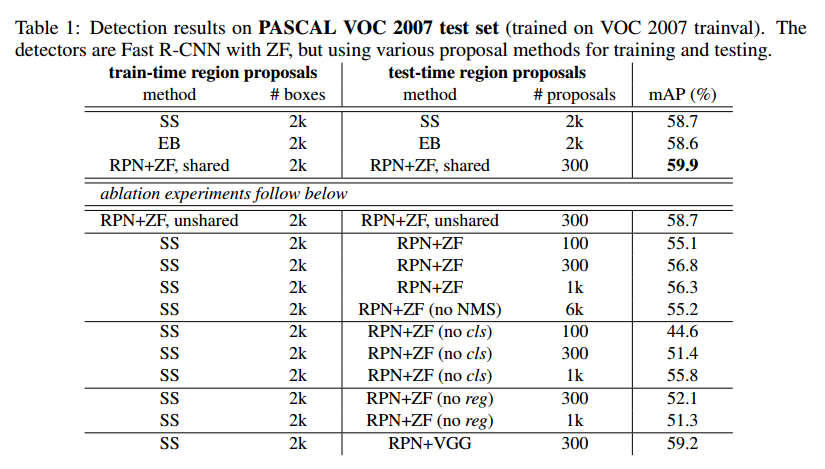 Table 1: Detection results on PASCAL VOC 2007 test set (trained on VOC 2007 trainval). The
detectors are Fast R-CNN with ZF, but using various proposal methods for training and testing.
train-time region proposals test-time region proposals
method # boxes method # proposals mAP (%)
SS 2k SS 2k 58.7
EB 2k EB 2k 58.6
RPN+ZF, shared 2k RPN+ZF, shared 300 59.9
ablation experiments follow below
RPN+ZF, unshared 2k RPN+ZF, unshared 300 58.7
SS 2k RPN+ZF 100 55.1
SS 2k RPN+ZF 300 56.8
SS 2k RPN+ZF 1k 56.3
SS 2k RPN+ZF (no NMS) 6k 55.2
SS 2k RPN+ZF (no cls) 100 44.6
SS 2k RPN+ZF (no cls) 300 51.4
SS 2k RPN+ZF (no cls) 1k 55.8
SS 2k RPN+ZF (no reg) 300 52.1
SS 2k RPN+ZF (no reg) 1k 51.3
SS 2k RPN+VGG 300 59.2